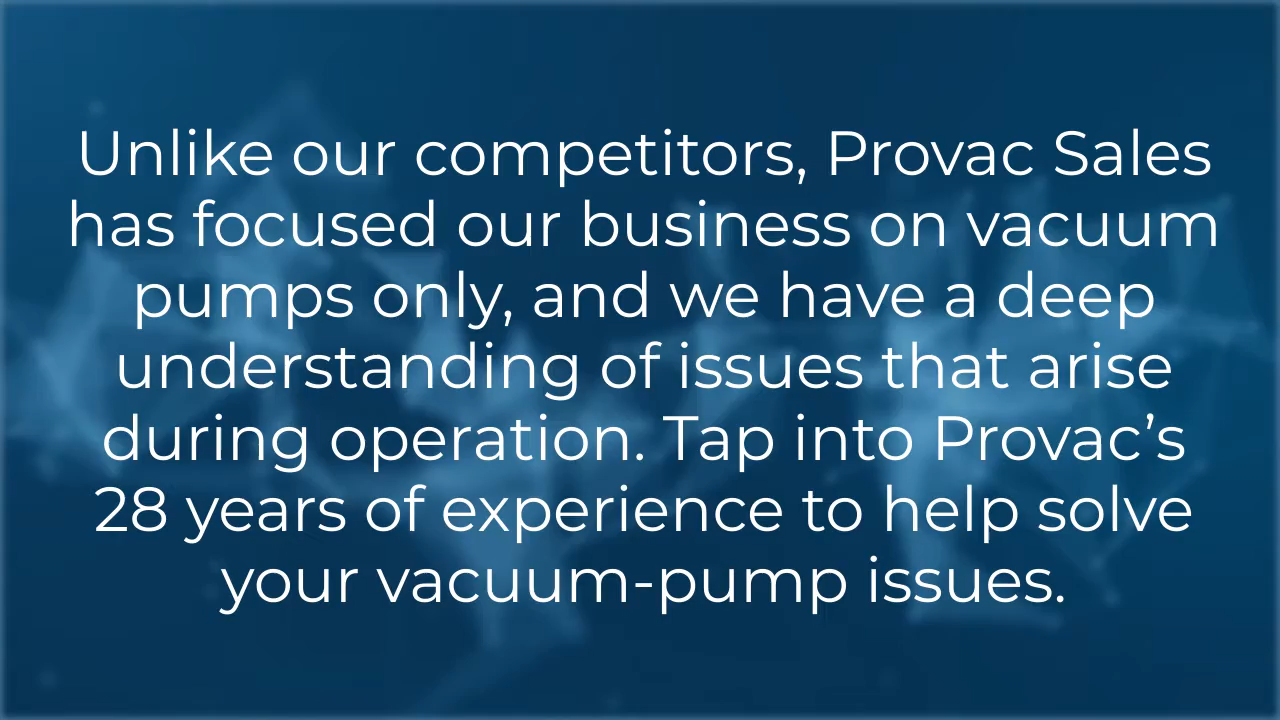 Unlike our competitors, Provac Sales
has focused our business on vacuum
pumps only, and we have a deep
understanding of issues that arise
during operation. Tap into Provac’s
28 years of experience to help solve
your vacuum-pump issues.